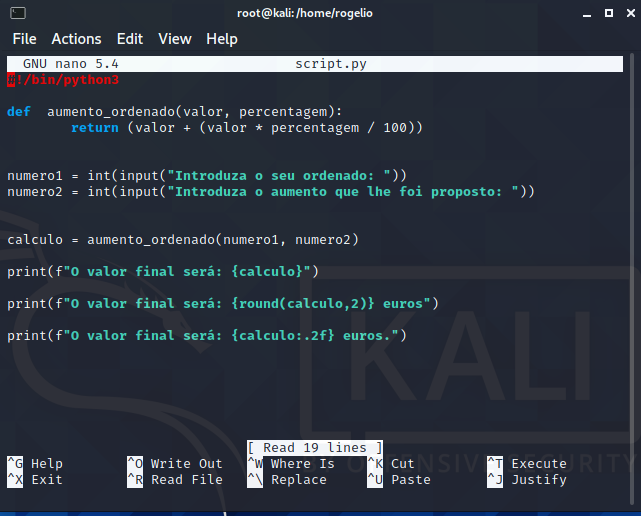 root@kali: /home/rogelio
File Actions Edit View Help
GNU nano 5.4 script.py
#!/bin/python3
def aumento_ordenado(valor, percentagem):
return (valor + (valor * percentagem / 100))
numero1 = int(input("Introduza o seu ordenado: "))
numero2 = int(input("Introduza o aumento que lhe foi proposto: "))
calculo = aumento_ordenado(numero1, numero2)
print(f"O valor final será: {calculo}")
print(f"O valor final será: {round(calculo,2)} euros")
print(f"O valor final será: {calculo:.2f} euros.")
KALI
OFFENSIVE SECURITY
[ Read 19 lines ]
^G Help ^O Write Out ^W Where Is ^K Cut ^T Execute
^X Exit ^R Read File ^\ Replace ^U Paste ^J Justify